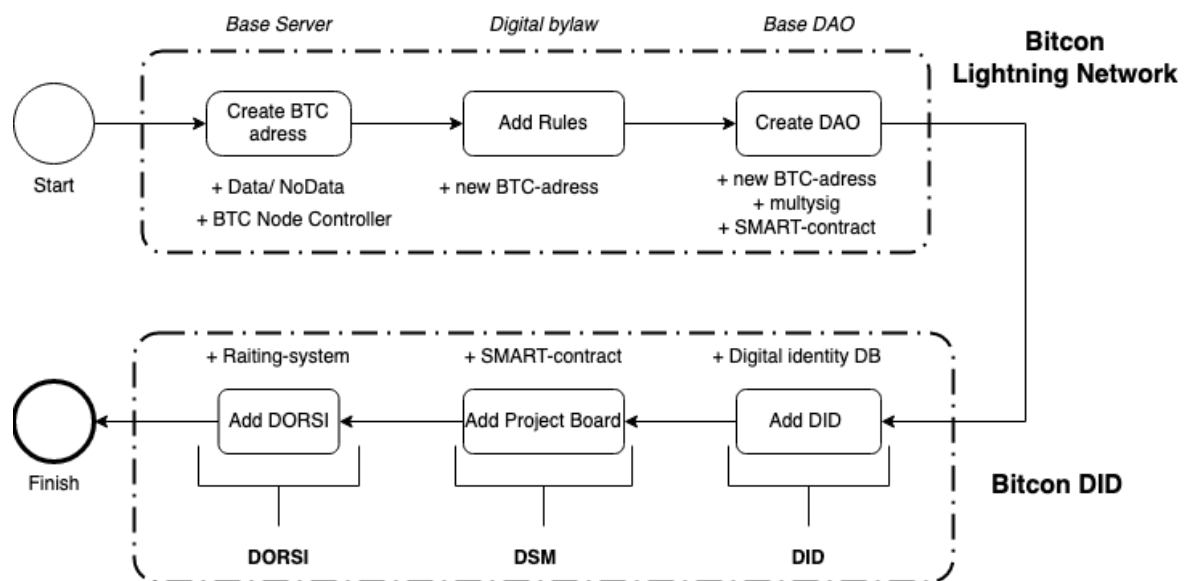 Base Server
Digital bylaw
Base DAO
Bitcon
Lightning Network
Create BTC
adress
Add Rules
Create DAO
Start
+ Data/ NoData
+ BTC Node Controller
+ new BTC-adress
+ new BTC-adress
+ multysig
+ SMART-contract
+ Raiting-system
+ SMART-contract
+ Digital identity DB
Add DORSI
Add Project Board
Add DID
Finish
Bitcon DID
DORSI
DSM
DID